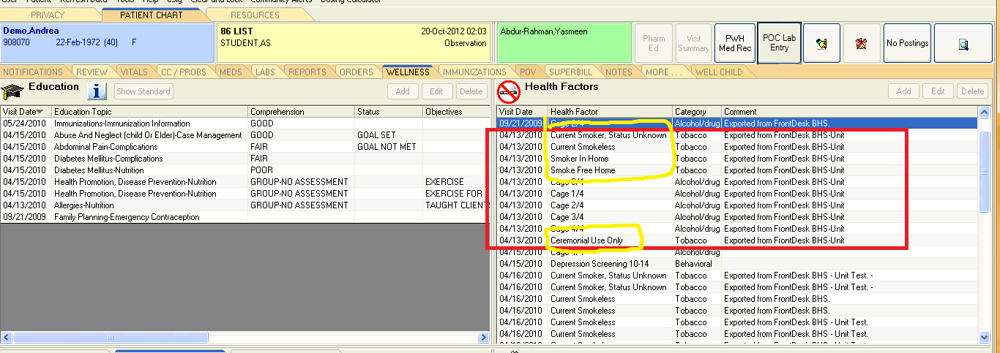 User Patient Refresh Data Tools Help eSig Clear and Lock Community Alerts Dosing Calculator
PRIVACY PATIENT CHART RESOURCES
Demo,Andrea
908070 22-Feb-1972 (40) F
86 LIST 20-Oct-2012 02:03
STUDENT,AS Observation
Abdur-Rahman,Yasmeen
Pharm
Ed
Visit
Summary
PWH
Med Rec
POC Lab
Entry
No Postings
NOTIFICATIONS REVIEW VITALS CC / PROBS MEDS LABS REPORTS ORDERS WELLNESS IMMUNIZATIONS POV SUPERBILL NOTES MORE . . . WELL CHILD
Education Show Standard Add Edit Delete
Visit Date Education Topic Comprehension Status Objectives
05/24/2010 Immunizations-Immunization Information GOOD
04/15/2010 Abuse And Neglect (child Or Elder)-Case Management GOOD GOAL SET
04/15/2010 Abdominal Pain-Complications FAIR GOAL NOT MET
04/15/2010 Diabetes Mellitus-Complications FAIR
04/15/2010 Diabetes Mellitus-Nutrition POOR
04/15/2010 Health Promotion, Disease Prevention-Nutrition GROUP-NO ASSESSMENT EXERCISE
04/15/2010 Health Promotion, Disease Prevention-Nutrition GROUP-NO ASSESSMENT EXERCISE FOR
04/13/2010 Allergies-Nutrition GROUP-NO ASSESSMENT TAUGHT CLIENT
09/21/2009 Family Planning-Emergency Contraception
Health Factors Add Edit Delete
Visit Date Health Factor Category Comment
09/21/2009 Cage 2/4 Alcohol/drug Exported from FrontDesk BHS.
04/13/2010 Current Smoker, Status Unknown Tobacco Exported from FrontDesk BHS-Unit
04/13/2010 Current Smokeless Tobacco Exported from FrontDesk BHS-Unit
04/13/2010 Smoker In Home Tobacco Exported from FrontDesk BHS-Unit
04/13/2010 Smoke Free Home Tobacco Exported from FrontDesk BHS-Unit
04/13/2010 Cage 0/4 Alcohol/drug Exported from FrontDesk BHS-Unit
04/13/2010 Cage 1/4 Alcohol/drug Exported from FrontDesk BHS-Unit
04/13/2010 Cage 2/4 Alcohol/drug Exported from FrontDesk BHS-Unit
04/13/2010 Cage 3/4 Alcohol/drug Exported from FrontDesk BHS-Unit
04/13/2010 Cage 4/4 Alcohol/drug Exported from FrontDesk BHS-Unit
04/13/2010 Ceremonial Use Only Tobacco Exported from FrontDesk BHS-Unit
04/15/2010 Cage Alcohol/drug
04/15/2010 Depression Screening 10-14 Behavioral
04/16/2010 Current Smoker, Status Unknown Tobacco Exported from FrontDesk BHS - Unit Test. -
04/16/2010 Current Smoker, Status Unknown Tobacco Exported from FrontDesk BHS - Unit Test. -
04/16/2010 Current Smokeless Tobacco Exported from FrontDesk BHS.
04/16/2010 Current Smokeless Tobacco Exported from FrontDesk BHS.
04/16/2010 Current Smokeless Tobacco Exported from FrontDesk BHS - Unit Test.
04/16/2010 Current Smokeless Tobacco Exported from FrontDesk BHS - Unit Test.